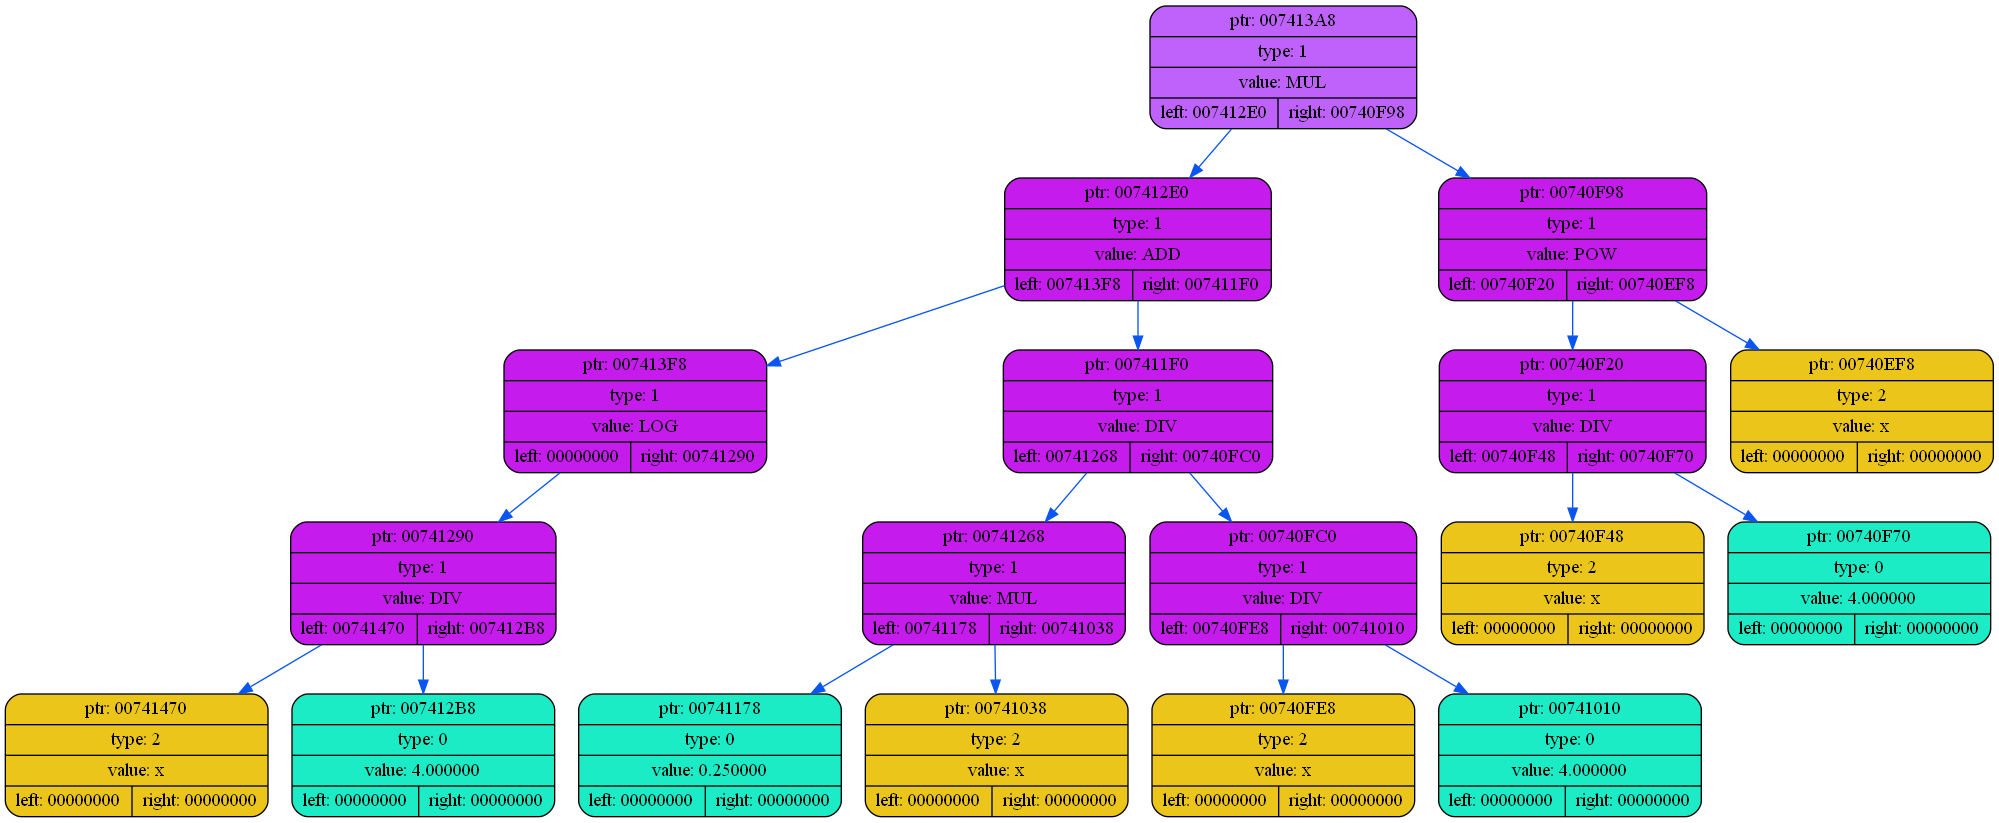 ptr: 007413A8
type: 1
value: MUL
left: 007412E0 right: 00740F98
ptr: 007412E0
type: 1
value: ADD
left: 007413F8 right: 007411F0
ptr: 00740F98
type: 1
value: POW
left: 00740F20 right: 00740EF8
ptr: 007413F8
type: 1
value: LOG
left: 00000000 right: 00741290
ptr: 007411F0
type: 1
value: DIV
left: 00741268 right: 00740FC0
ptr: 00740F20
type: 1
value: DIV
left: 00740F48 right: 00740F70
ptr: 00740EF8
type: 2
value: x
left: 00000000 right: 00000000
ptr: 00741290
type: 1
value: DIV
left: 00741470 right: 007412B8
ptr: 00741268
type: 1
value: MUL
left: 00741178 right: 00741038
ptr: 00740FC0
type: 1
value: DIV
left: 00740FE8 right: 00741010
ptr: 00740F48
type: 2
value: x
left: 00000000 right: 00000000
ptr: 00740F70
type: 0
value: 4.000000
left: 00000000 right: 00000000
ptr: 00741470
type: 2
value: x
left: 00000000 right: 00000000
ptr: 007412B8
type: 0
value: 4.000000
left: 00000000 right: 00000000
ptr: 00741178
type: 0
value: 0.250000
left: 00000000 right: 00000000
ptr: 00741038
type: 2
value: x
left: 00000000 right: 00000000
ptr: 00740FE8
type: 2
value: x
left: 00000000 right: 00000000
ptr: 00741010
type: 0
value: 4.000000
left: 00000000 right: 00000000